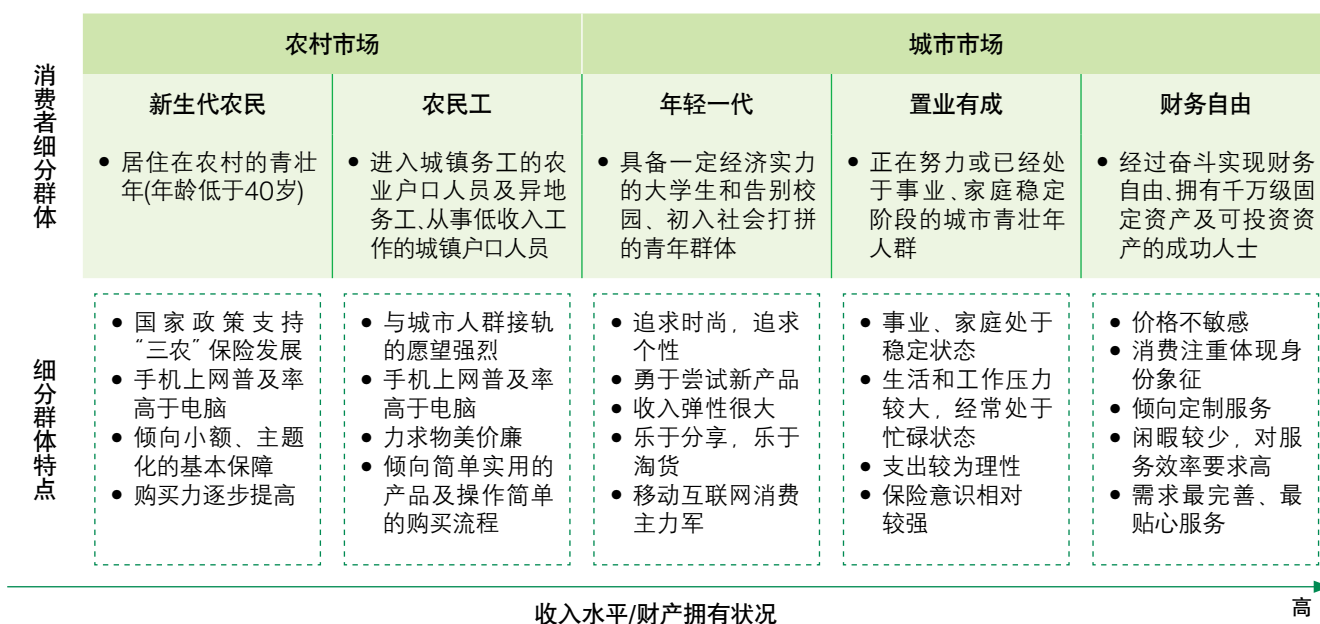 农村市场
城市市场
消费者细分群体
新生代农民
农民工
年轻一代
置业有成
财务自由
• 居住在农村的青壮
年(年龄低于40岁)
• 进入城镇务工的农
业户口人员及异地
务工、从事低收入工
作的城镇户口人员
• 具备一定经济实力
的大学生和告别校
园、初入社会打拼
的青年群体
• 正在努力或已经处
于事业、家庭稳定
阶段的城市青壮年
人群
• 经过奋斗实现财务
自由、拥有千万级固
定资产及可投资资
产的成功人士
细分群体特点
• 国家政策支持
“三农”保险发展
• 手机上网普及率
高于电脑
• 倾向小额、主题
化的基本保障
• 购买力逐步提高
• 与城市人群接轨
的愿望强烈
• 手机上网普及率
高于电脑
• 力求物美价廉
• 倾向简单实用的
产品及操作简单
的购买流程
• 追求时尚，追求
个性
• 勇于尝试新产品
• 收入弹性很大
• 乐于分享，乐于
淘货
• 移动互联网消费
主力军
• 事业、家庭处于
稳定状态
• 生活和工作压力
较大，经常处于
忙碌状态
• 支出较为理性
• 保险意识相对
较强
• 价格不敏感
• 消费注重体现身
份象征
• 倾向定制服务
• 闲暇较少，对服
务效率要求高
• 需求最完善、最
贴心服务
收入水平/财产拥有状况
高